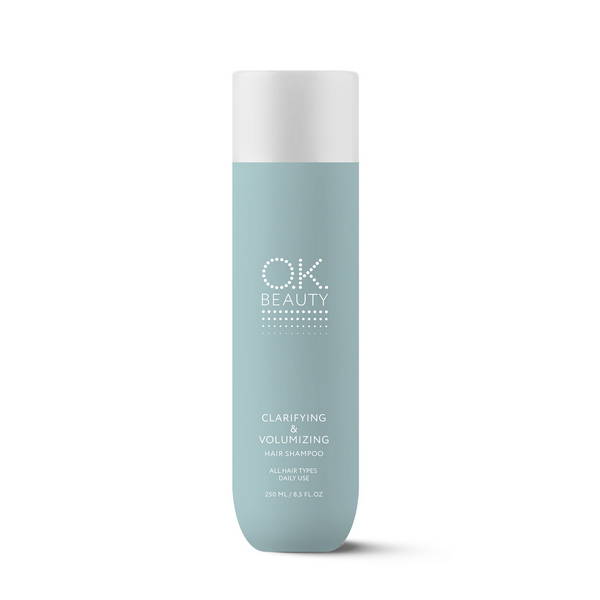 O.K.
BEAUTY
CLARIFYING
&
VOLUMIZING
HAIR SHAMPOO
ALL HAIR TYPES
DAILY USE
250 ML / 8.5 FL.OZ